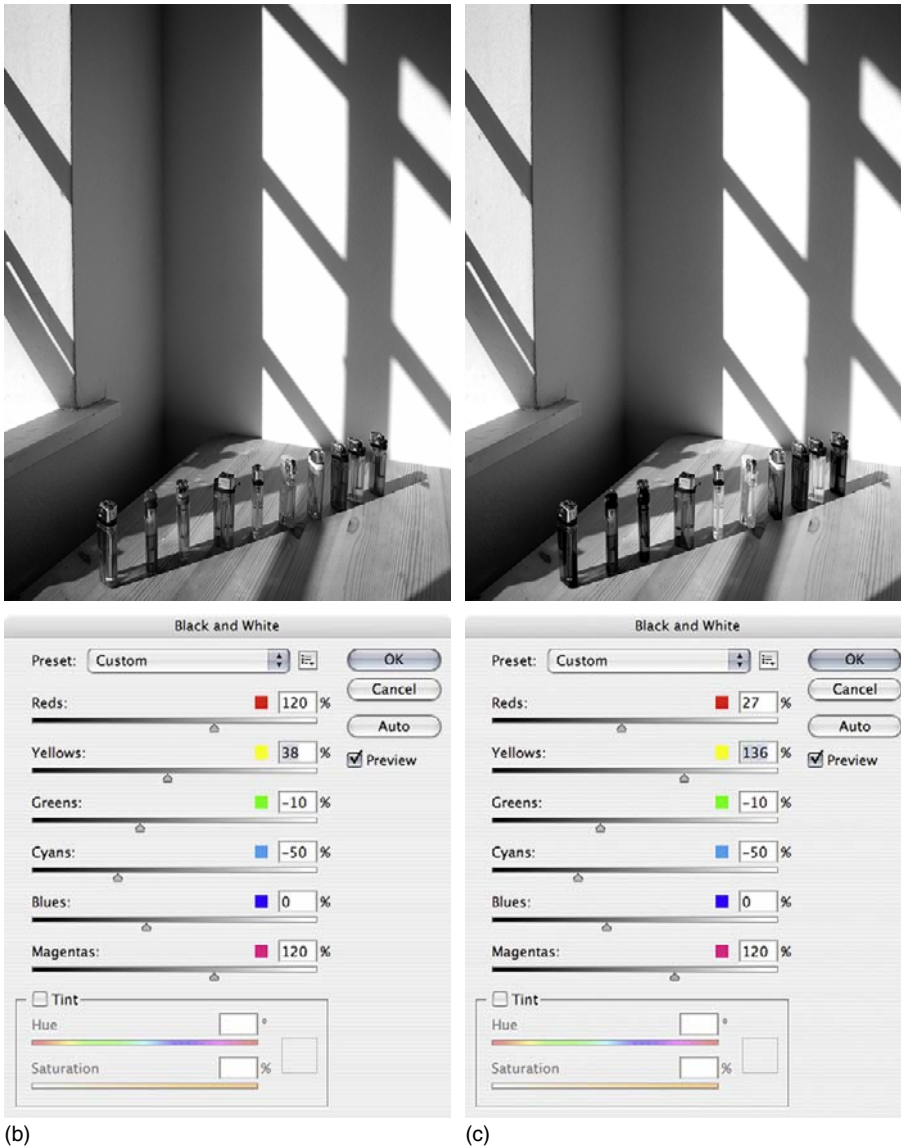 Black and White
Preset: Custom
OK
Cancel
Auto
Preview
Reds: 120 %
Yellows: 38 %
Greens: -10 %
Cyans: -50 %
Blues: 0 %
Magentas: 120 %
Tint
Hue °
Saturation %
(b)
Black and White
Preset: Custom
OK
Cancel
Auto
Preview
Reds: 27 %
Yellows: 136 %
Greens: -10 %
Cyans: -50 %
Blues: 0 %
Magentas: 120 %
Tint
Hue °
Saturation %
(c)